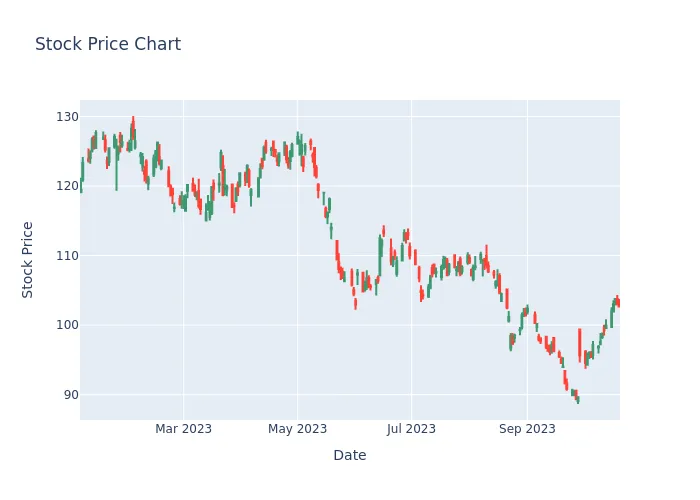 Stock Price Chart
130
120
110
100
90
Stock Price
Mar 2023
May 2023
Jul 2023
Sep 2023
Date